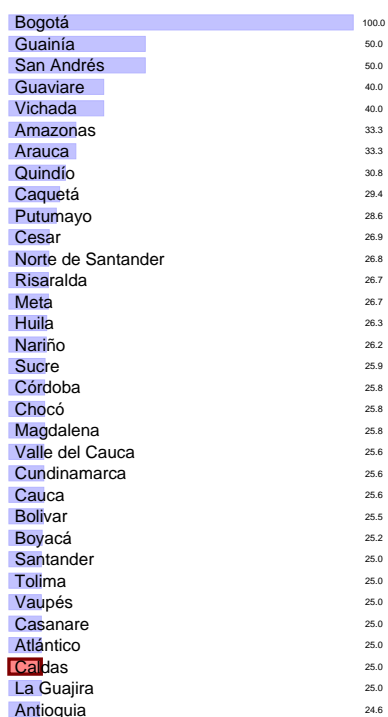 Bogotá 100.0
Guainía 50.0
San Andrés 50.0
Guaviare 40.0
Vichada 40.0
Amazonas 33.3
Arauca 33.3
Quindío 30.8
Caquetá 29.4
Putumayo 28.6
Cesar 26.9
Norte de Santander 26.8
Risaralda 26.7
Meta 26.7
Huila 26.3
Nariño 26.2
Sucre 25.9
Córdoba 25.8
Chocó 25.8
Magdalena 25.8
Valle del Cauca 25.6
Cundinamarca 25.6
Cauca 25.6
Bolivar 25.5
Boyacá 25.2
Santander 25.0
Tolima 25.0
Vaupés 25.0
Casanare 25.0
Atlántico 25.0
Caldas 25.0
La Guajira 25.0
Antioquia 24.6